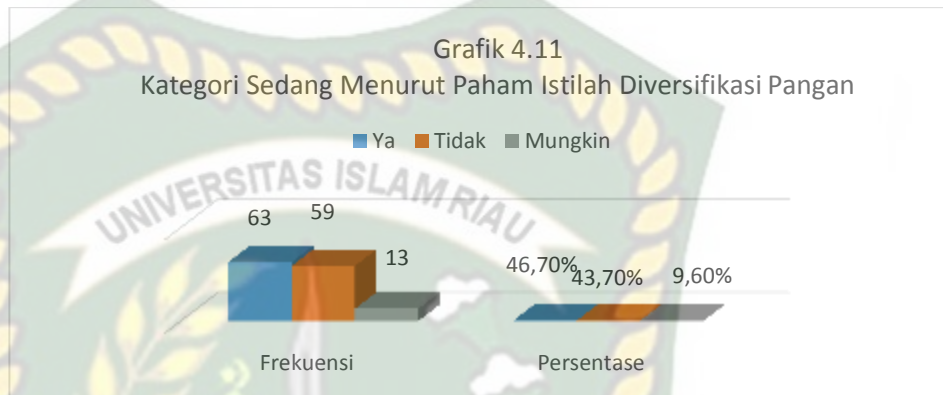 Grafik 4.11
Kategori Sedang Menurut Paham Istilah Diversifikasi Pangan
Ya Tidak Mungkin
UNIVERSITAS ISLAM RIAU
63 59 13 46,70% 43,70% 9,60%
Frekuensi Persentase